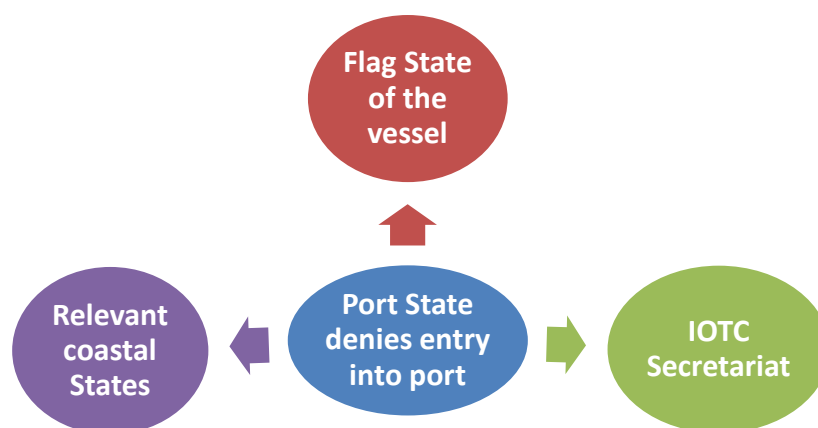 Flag State
of the
vessel
Relevant
coastal
States
Port State
denies entry
into port
IOTC
Secretariat